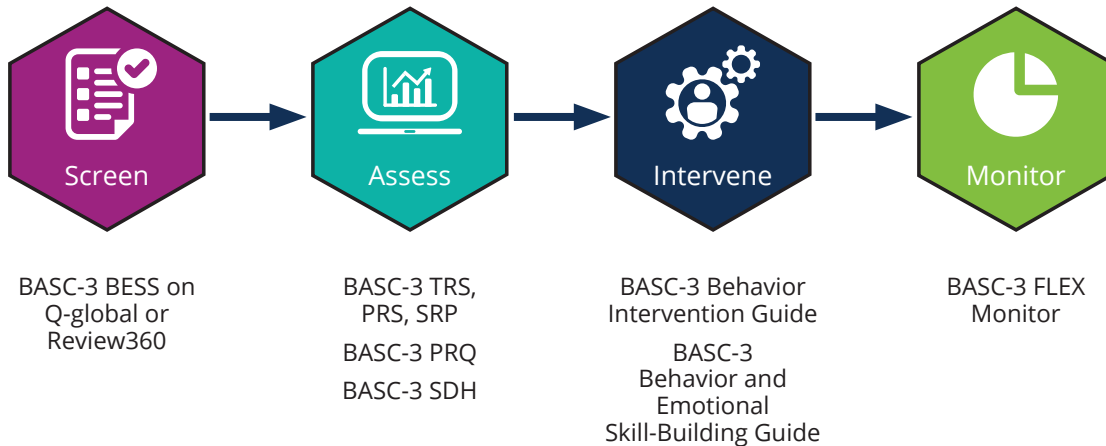 Screen
Assess
Intervene
Monitor
BASC-3 BESS on
Q-global or
Review360
BASC-3 TRS,
PRS, SRP
BASC-3 PRQ
BASC-3 SDH
BASC-3 Behavior
Intervention Guide
BASC-3
Behavior and
Emotional
Skill-Building Guide
BASC-3 FLEX
Monitor